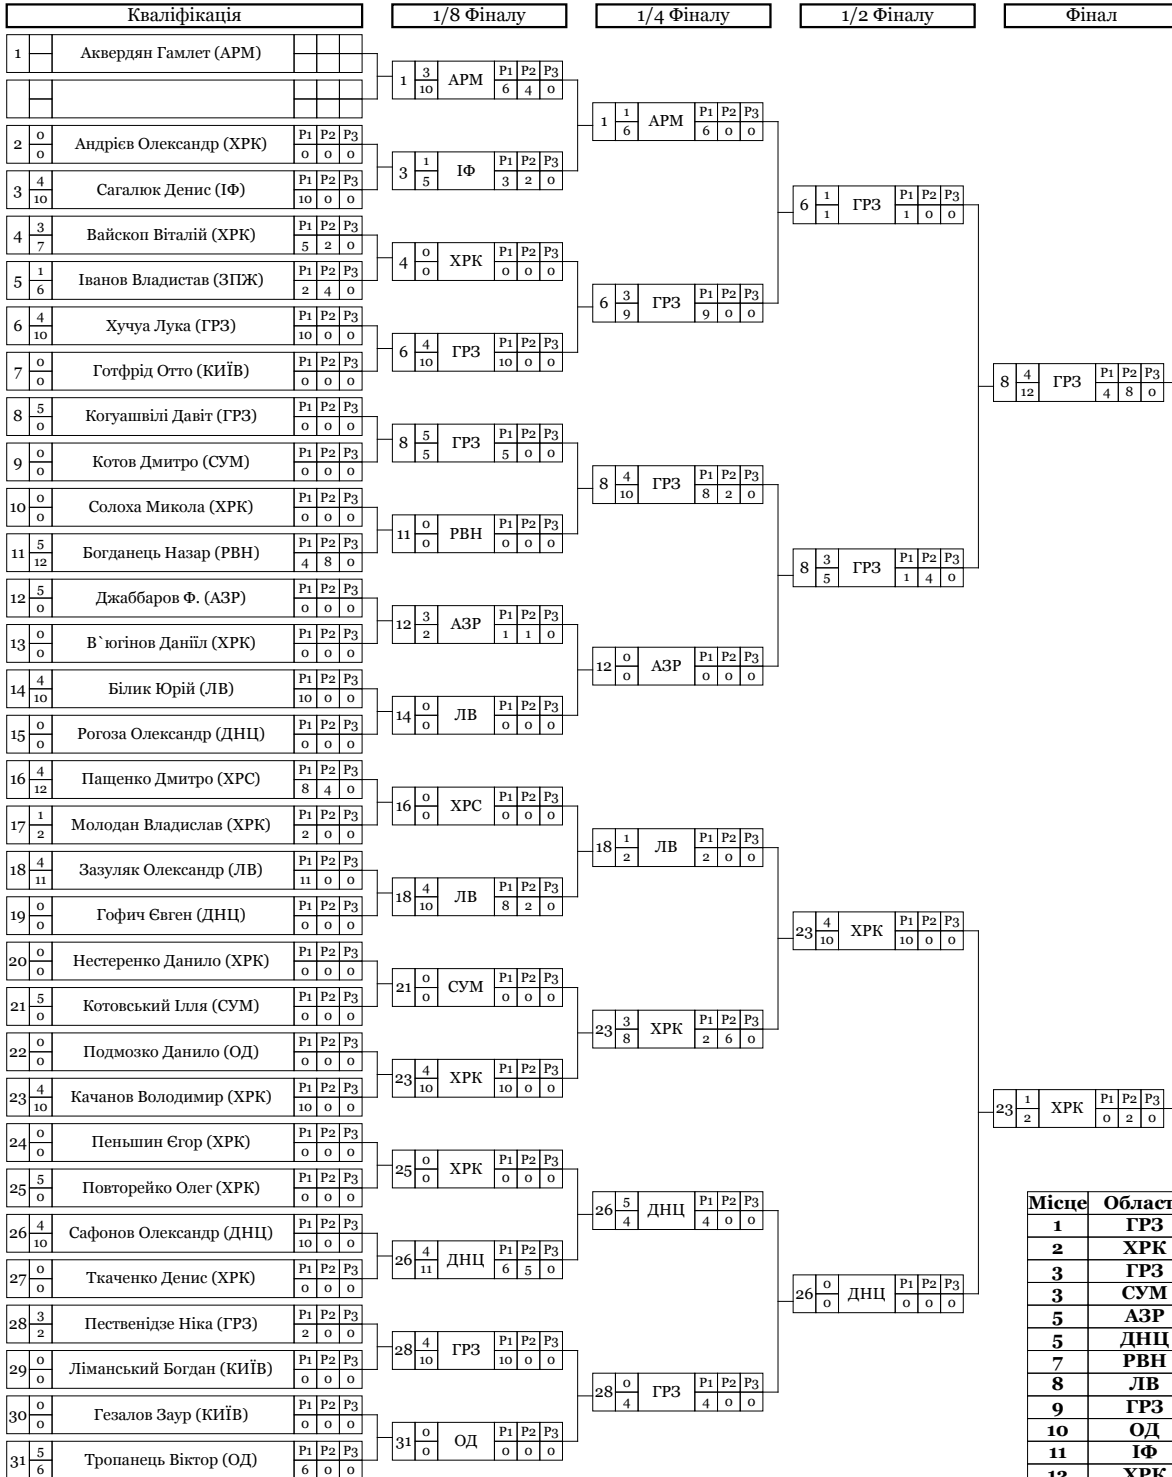 Кваліфікація
1/8 Фіналу
1/4 Фіналу
1/2 Фіналу
Фінал
1 Аквердян Гамлет (АРМ)
2 0 0 Андрієв Олександр (ХРК) Р1 Р2 Р3 0 0 0
3 4 10 Сагалюк Денис (ІФ) Р1 Р2 Р3 10 0 0
4 3 7 Вайскоп Віталій (ХРК) Р1 Р2 Р3 5 2 0
5 1 6 Іванов Владистав (ЗПЖ) Р1 Р2 Р3 2 4 0
6 4 10 Хучуа Лука (ГРЗ) Р1 Р2 Р3 10 0 0
7 0 0 Готфрід Отто (КИЇВ) Р1 Р2 Р3 0 0 0
8 5 0 Когуашвілі Давіт (ГРЗ) Р1 Р2 Р3 0 0 0
9 0 0 Котов Дмитро (СУМ) Р1 Р2 Р3 0 0 0
10 0 0 Солоха Микола (ХРК) Р1 Р2 Р3 0 0 0
11 5 12 Богданець Назар (РВН) Р1 Р2 Р3 4 8 0
12 5 0 Джаббаров Ф. (АЗР) Р1 Р2 Р3 0 0 0
13 0 0 В`югінов Даніїл (ХРК) Р1 Р2 Р3 0 0 0
14 4 10 Білик Юрій (ЛВ) Р1 Р2 Р3 10 0 0
15 0 0 Рогоза Олександр (ДНЦ) Р1 Р2 Р3 0 0 0
16 4 12 Пащенко Дмитро (ХРС) Р1 Р2 Р3 8 4 0
17 1 2 Молодан Владислав (ХРК) Р1 Р2 Р3 2 0 0
18 4 11 Зазуляк Олександр (ЛВ) Р1 Р2 Р3 11 0 0
19 0 0 Гофич Євген (ДНЦ) Р1 Р2 Р3 0 0 0
20 0 0 Нестеренко Данило (ХРК) Р1 Р2 Р3 0 0 0
21 5 0 Котовський Ілля (СУМ) Р1 Р2 Р3 0 0 0
22 0 0 Подмозко Данило (ОД) Р1 Р2 Р3 0 0 0
23 4 10 Качанов Володимир (ХРК) Р1 Р2 Р3 10 0 0
24 0 0 Пеньшин Єгор (ХРК) Р1 Р2 Р3 0 0 0
25 5 0 Повторейко Олег (ХРК) Р1 Р2 Р3 0 0 0
26 4 10 Сафонов Олександр (ДНЦ) Р1 Р2 Р3 10 0 0
27 0 0 Ткаченко Денис (ХРК) Р1 Р2 Р3 0 0 0
28 3 2 Пественідзе Ніка (ГРЗ) Р1 Р2 Р3 2 0 0
29 0 0 Ліманський Богдан (КИЇВ) Р1 Р2 Р3 0 0 0
30 0 0 Гезалов Заур (КИЇВ) Р1 Р2 Р3 0 0 0
31 5 6 Тропанець Віктор (ОД) Р1 Р2 Р3 6 0 0
1 3 10 АРМ Р1 Р2 Р3 6 4 0
3 1 5 ІФ Р1 Р2 Р3 3 2 0
4 0 0 ХРК Р1 Р2 Р3 0 0 0
6 4 10 ГРЗ Р1 Р2 Р3 10 0 0
8 5 5 ГРЗ Р1 Р2 Р3 5 0 0
11 0 0 РВН Р1 Р2 Р3 0 0 0
12 3 2 АЗР Р1 Р2 Р3 1 1 0
14 0 0 ЛВ Р1 Р2 Р3 0 0 0
16 0 0 ХРС Р1 Р2 Р3 0 0 0
18 4 10 ЛВ Р1 Р2 Р3 8 2 0
21 0 0 СУМ Р1 Р2 Р3 0 0 0
23 4 10 ХРК Р1 Р2 Р3 10 0 0
25 0 0 ХРК Р1 Р2 Р3 0 0 0
26 4 11 ДНЦ Р1 Р2 Р3 6 5 0
28 4 10 ГРЗ Р1 Р2 Р3 10 0 0
31 0 0 ОД Р1 Р2 Р3 0 0 0
1 1 6 АРМ Р1 Р2 Р3 6 0 0
6 3 9 ГРЗ Р1 Р2 Р3 9 0 0
8 4 10 ГРЗ Р1 Р2 Р3 8 2 0
12 0 0 АЗР Р1 Р2 Р3 0 0 0
18 1 2 ЛВ Р1 Р2 Р3 2 0 0
23 3 8 ХРК Р1 Р2 Р3 2 6 0
26 5 4 ДНЦ Р1 Р2 Р3 4 0 0
28 0 4 ГРЗ Р1 Р2 Р3 4 0 0
6 1 1 ГРЗ Р1 Р2 Р3 1 0 0
8 3 5 ГРЗ Р1 Р2 Р3 1 4 0
23 4 10 ХРК Р1 Р2 Р3 10 0 0
26 0 0 ДНЦ Р1 Р2 Р3 0 0 0
8 4 12 ГРЗ Р1 Р2 Р3 4 8 0
23 1 2 ХРК Р1 Р2 Р3 0 2 0
Місце Област
1 ГРЗ
2 ХРК
3 ГРЗ
3 СУМ
5 АЗР
5 ДНЦ
7 РВН
8 ЛВ
9 ГРЗ
10 ОД
11 ІФ
12 ХРК